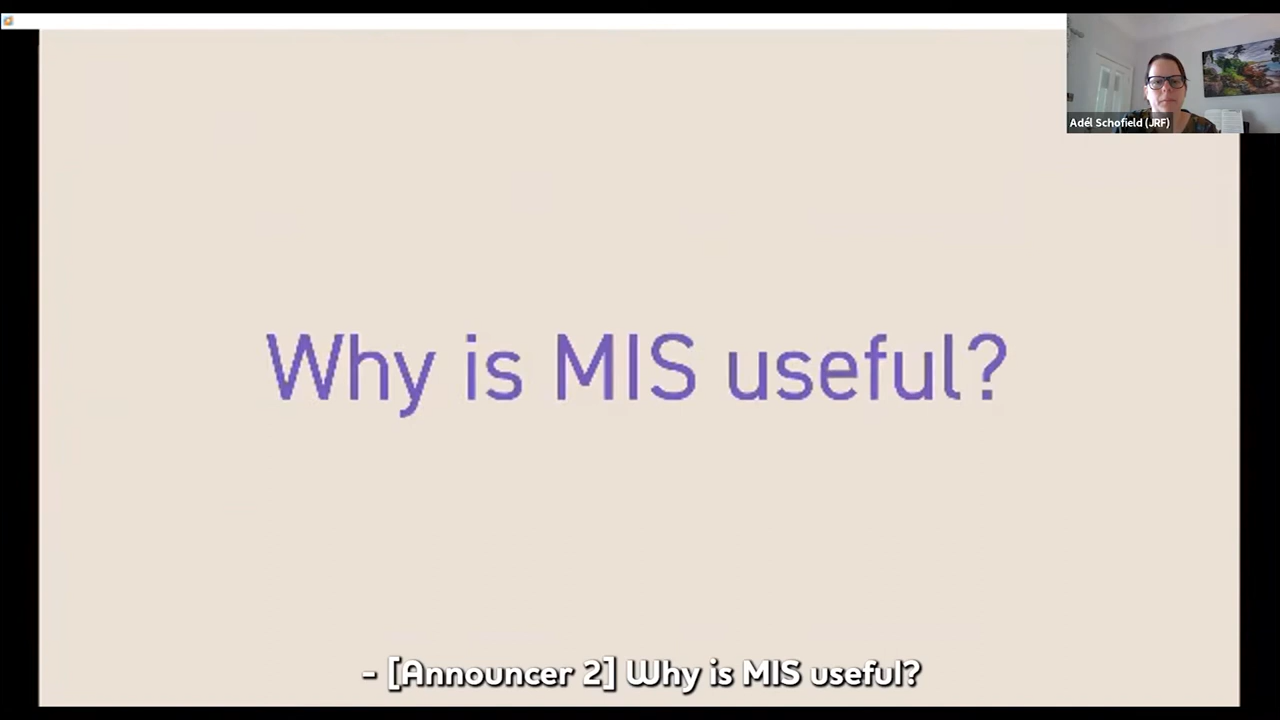 Adél Schofield (JRF)
Why is MIS useful?
- [Announcer 2] Why is MIS useful?